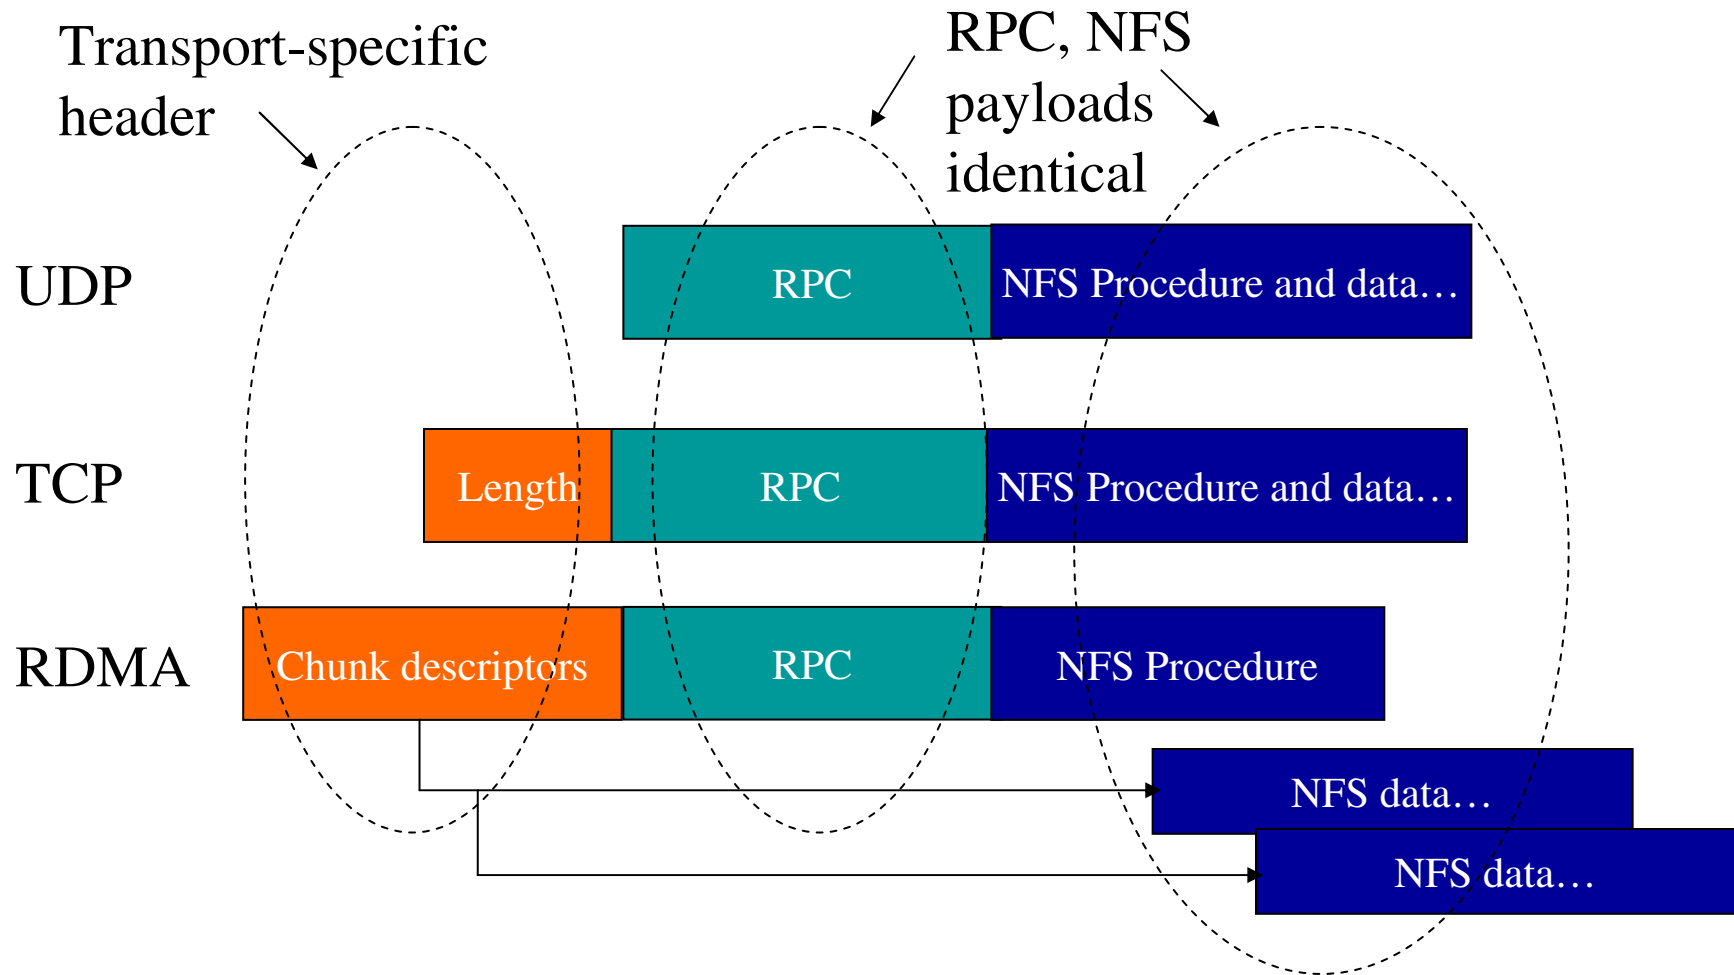 Transport-specific
header
RPC, NFS
payloads
identical
UDP
RPC
NFS Procedure and data…
TCP
Length
RPC
NFS Procedure and data…
RDMA
Chunk descriptors
RPC
NFS Procedure
NFS data…
NFS data…